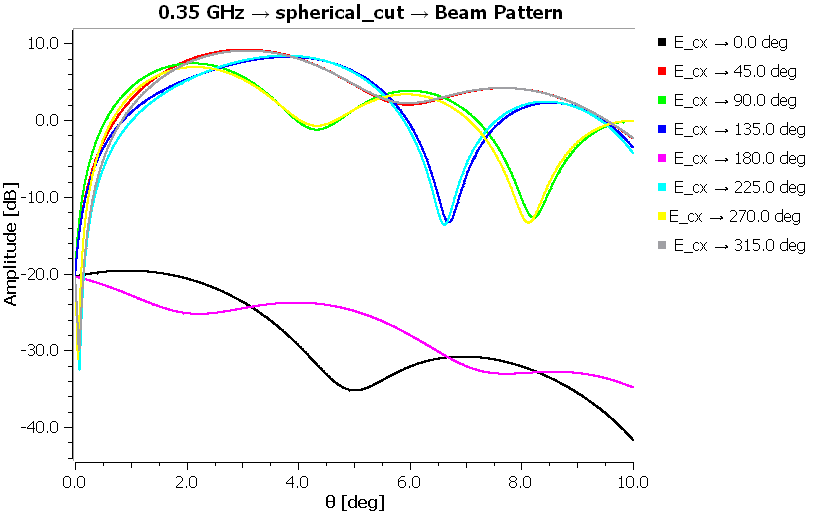 0.35 GHz → spherical_cut → Beam Pattern
Amplitude [dB]
10.0
0.0
-10.0
-20.0
-30.0
-40.0
0.0 2.0 4.0 6.0 8.0 10.0
θ [deg]
E_cx → 0.0 deg
E_cx → 45.0 deg
E_cx → 90.0 deg
E_cx → 135.0 deg
E_cx → 180.0 deg
E_cx → 225.0 deg
E_cx → 270.0 deg
E_cx → 315.0 deg